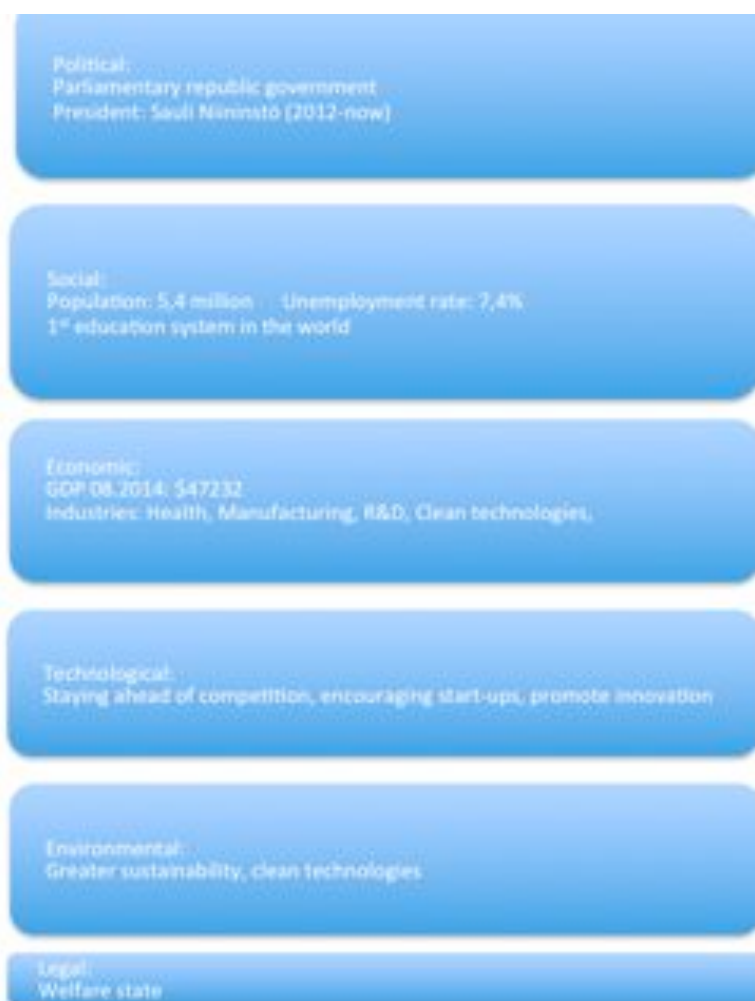 Political:
Parliamentary republic government
President: Sauli Niininstö (2012-now)
Social:
Population: 5,4 million Unemployment rate: 7,4%
1st education system in the world
Economic:
GDP 08.2014: $47232
Industries: Health, Manufacturing, R&D, Clean technologies,
Technological:
Staying ahead of competition, encouraging start-ups, promote innovation
Environmental:
Greater sustainability, clean technologies
Legal:
Welfare state